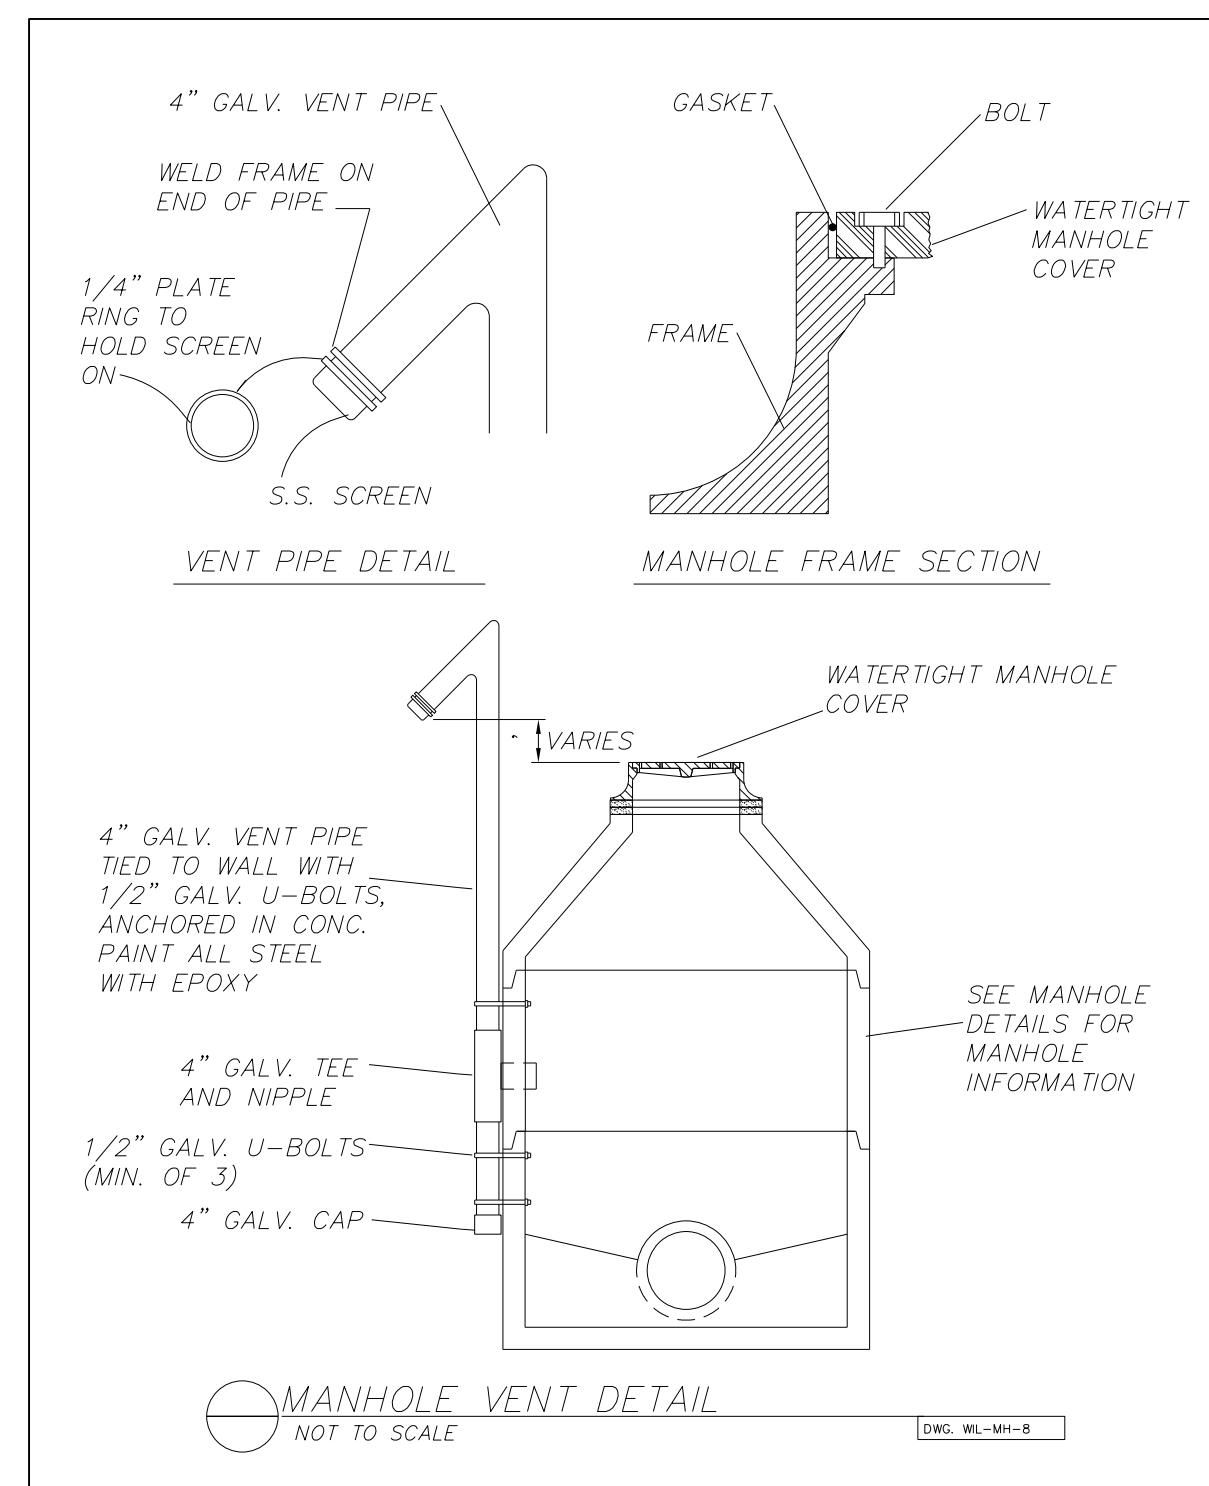 4" GALV. VENT PIPE
WELD FRAME ON
END OF PIPE
1/4" PLATE
RING TO
HOLD SCREEN
ON
S.S. SCREEN
VENT PIPE DETAIL
GASKET
BOLT
WATERTIGHT
MANHOLE
COVER
FRAME
MANHOLE FRAME SECTION
WATERTIGHT MANHOLE
COVER
VARIES
4" GALV. VENT PIPE
TIED TO WALL WITH
1/2" GALV. U-BOLTS,
ANCHORED IN CONC.
PAINT ALL STEEL
WITH EPOXY
SEE MANHOLE
DETAILS FOR
MANHOLE
INFORMATION
4" GALV. TEE
AND NIPPLE
1/2" GALV. U-BOLTS
(MIN. OF 3)
4" GALV. CAP
MANHOLE VENT DETAIL
NOT TO SCALE
DWG. WIL-MH-8